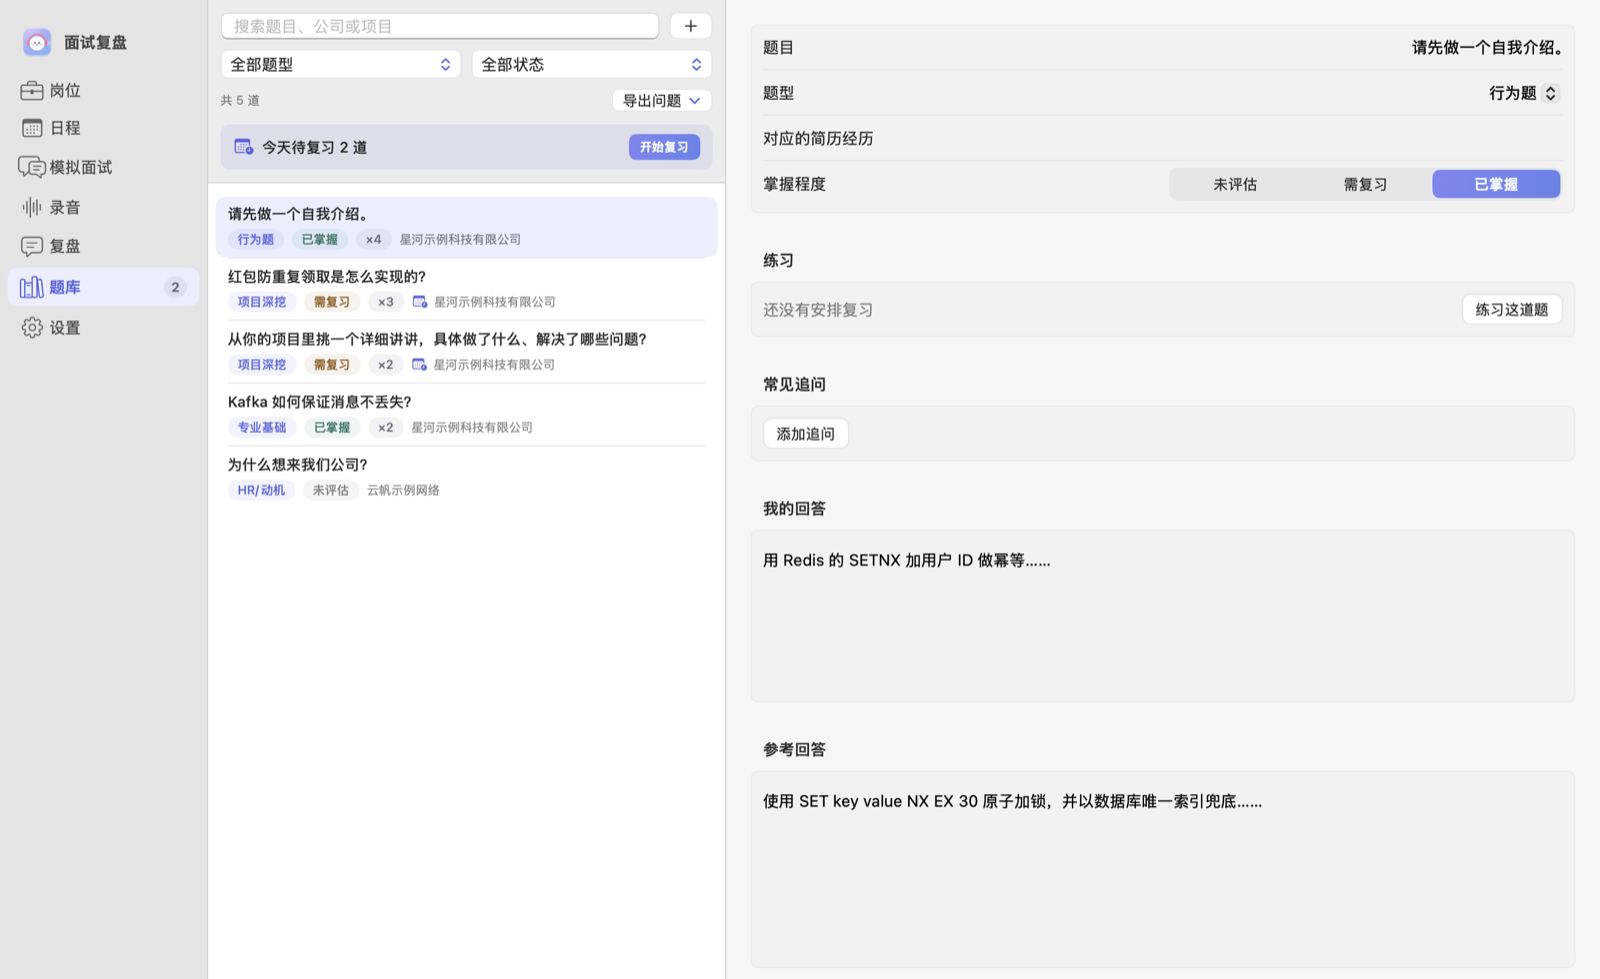 面试复盘
岗位
日程
模拟面试
录音
复盘
题库 2
设置
搜索题目、公司或项目
全部题型
全部状态
共 5 道
导出问题
今天待复习 2 道
开始复习
请先做一个自我介绍。
行为题 已掌握 ×4 星河示例科技有限公司
红包防重复领取是怎么实现的?
项目深挖 需复习 ×3 星河示例科技有限公司
从你的项目里挑一个详细讲讲，具体做了什么、解决了哪些问题?
项目深挖 需复习 ×2 星河示例科技有限公司
Kafka 如何保证消息不丢失?
专业基础 已掌握 ×2 星河示例科技有限公司
为什么想来我们公司?
HR/动机 未评估 云帆示例网络
题目 请先做一个自我介绍。
题型 行为题
对应的简历经历
掌握程度 未评估 需复习 已掌握
练习
还没有安排复习 练习这道题
常见追问
添加追问
我的回答
用 Redis 的 SETNX 加用户 ID 做幂等……
参考回答
使用 SET key value NX EX 30 原子加锁，并以数据库唯一索引兜底……